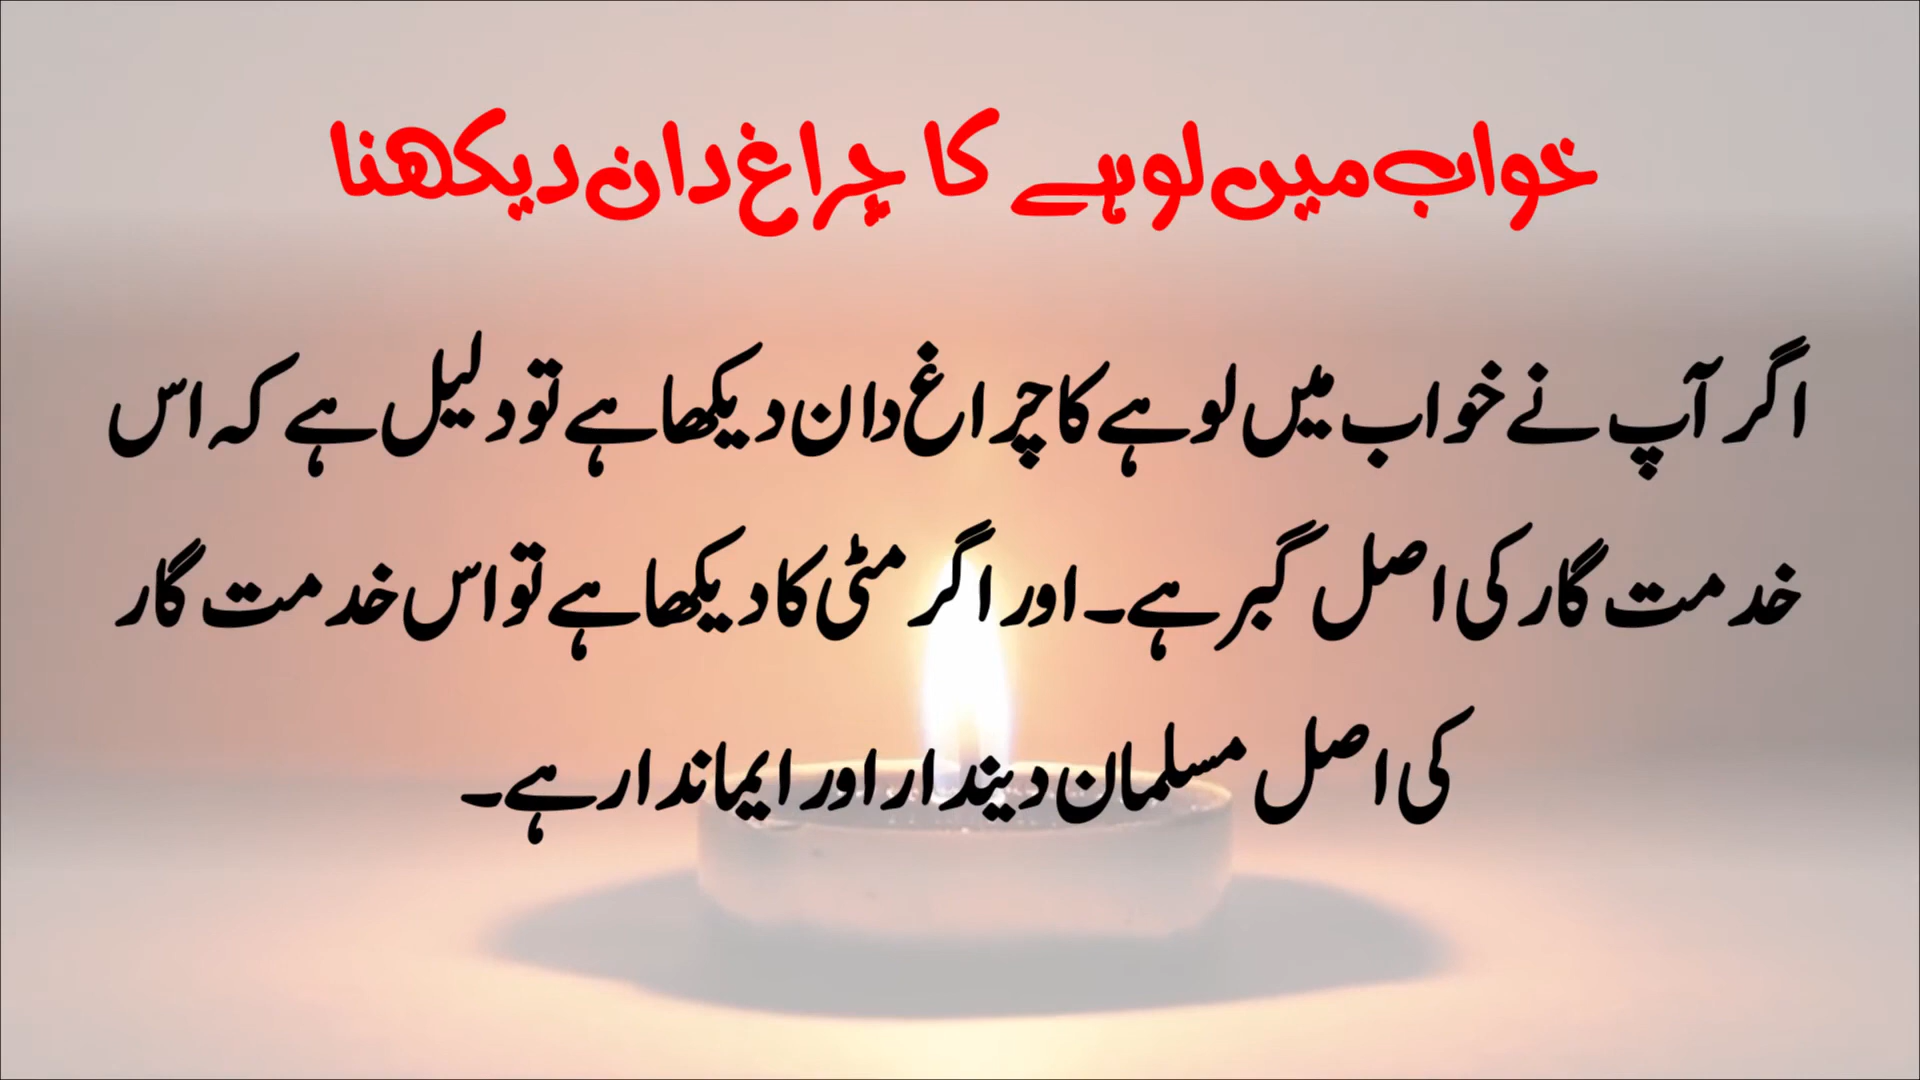 خواب میں لوہے کا چراغ دان دیکھنا
اگر آپ نے خواب میں لوہے کا چراغ دان دیکھا ہے تو دلیل ہے کہ اس
خدمت گار کی اصل گبر ہے۔ اور اگر مٹی کا دیکھا ہے تو اس خدمت گار
کی اصل مسلمان دیندار اور ایماندار ہے۔